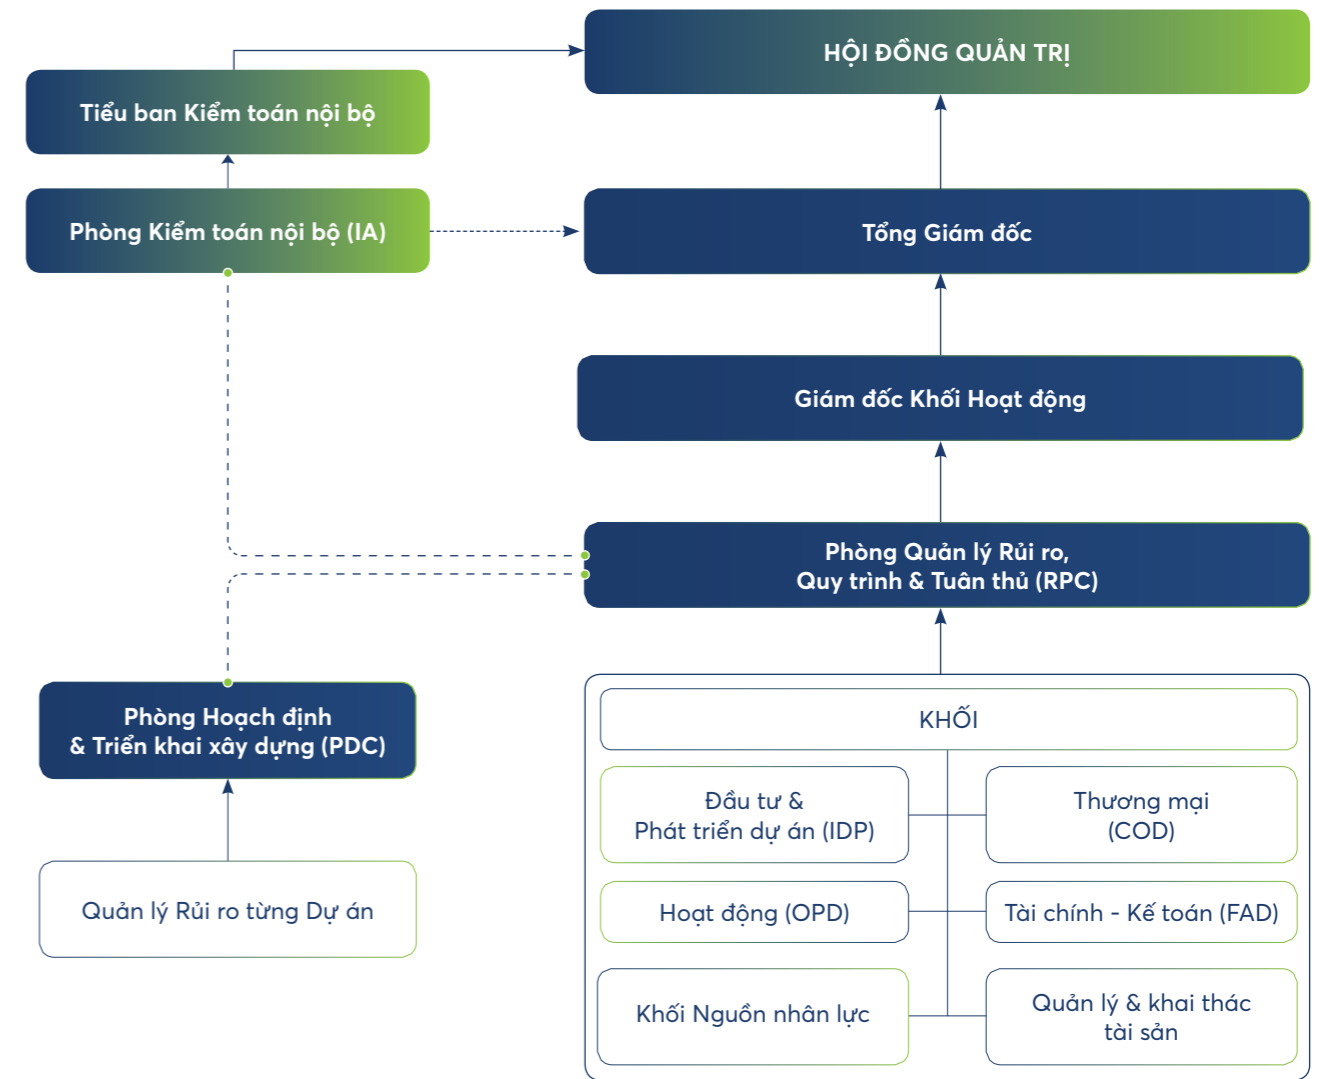 HỘI ĐỒNG QUẢN TRỊ
Tiểu ban Kiểm toán nội bộ
Phòng Kiểm toán nội bộ (IA)
Tổng Giám đốc
Giám đốc Khối Hoạt động
Phòng Quản lý Rủi ro,
Quy trình & Tuân thủ (RPC)
Phòng Hoạch định
& Triển khai xây dựng (PDC)
Quản lý Rủi ro từng Dự án
KHỐI
Đầu tư &
Phát triển dự án (IDP)
Thương mại
(COD)
Hoạt động (OPD)
Tài chính - Kế toán (FAD)
Khối Nguồn nhân lực
Quản lý & khai thác
tài sản